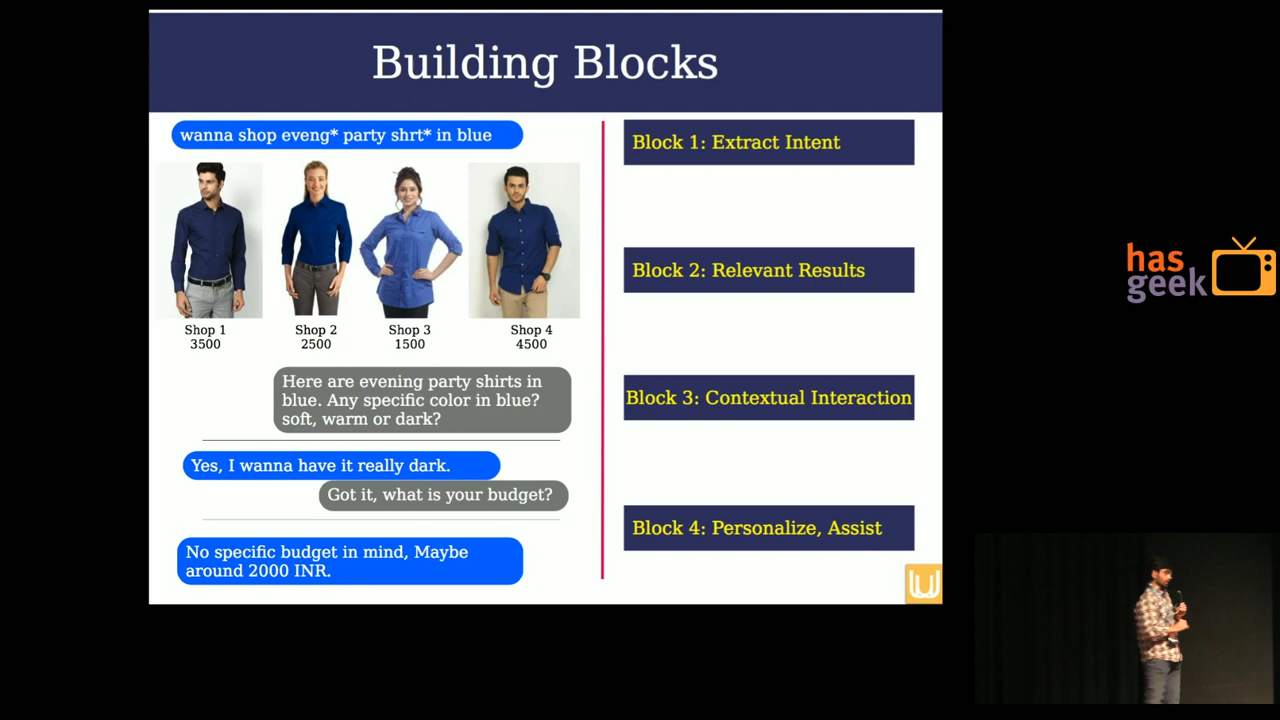 Building Blocks
wanna shop eveng* party shrt* in blue
Shop 1
3500
Shop 2
2500
Shop 3
1500
Shop 4
4500
Here are evening party shirts in
blue. Any specific color in blue?
soft, warm or dark?
Yes, I wanna have it really dark.
Got it, what is your budget?
No specific budget in mind, Maybe
around 2000 INR.
Block 1: Extract Intent
Block 2: Relevant Results
Block 3: Contextual Interaction
Block 4: Personalize, Assist
has
geek